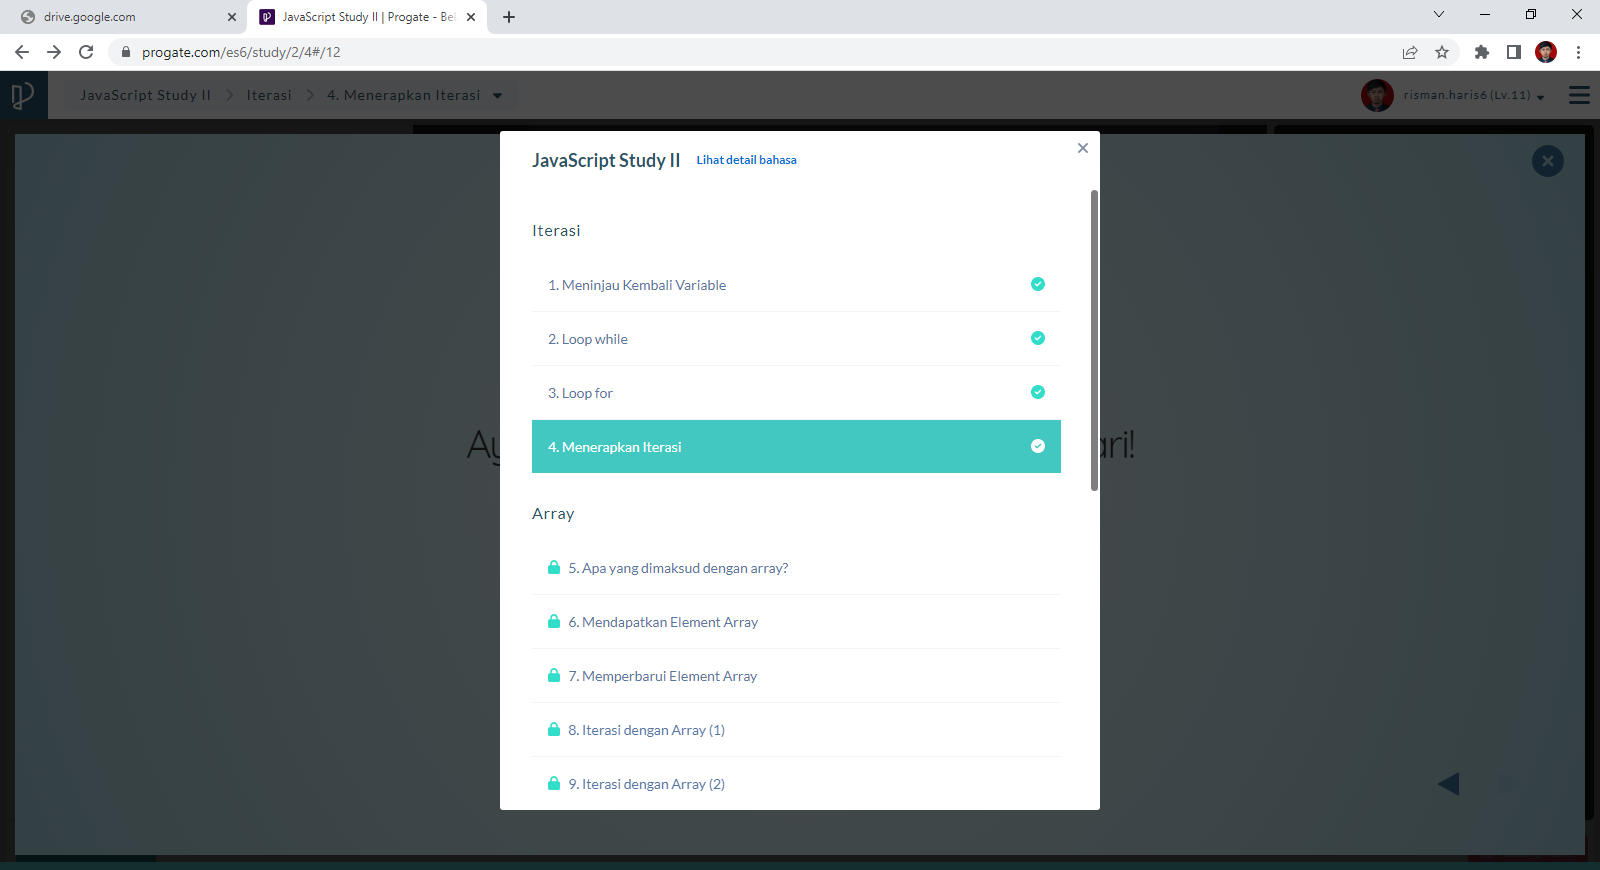 drive.google.com
JavaScript Study II | Progate - Bel
progate.com/es6/study/2/4#/12
JavaScript Study II
Iterasi
4. Menerapkan Iterasi
risman.haris6 (Lv.11)
JavaScript Study II
Lihat detail bahasa
Iterasi
1. Meninjau Kembali Variable
2. Loop while
3. Loop for
4. Menerapkan Iterasi
Array
5. Apa yang dimaksud dengan array?
6. Mendapatkan Element Array
7. Memperbarui Element Array
8. Iterasi dengan Array (1)
9. Iterasi dengan Array (2)